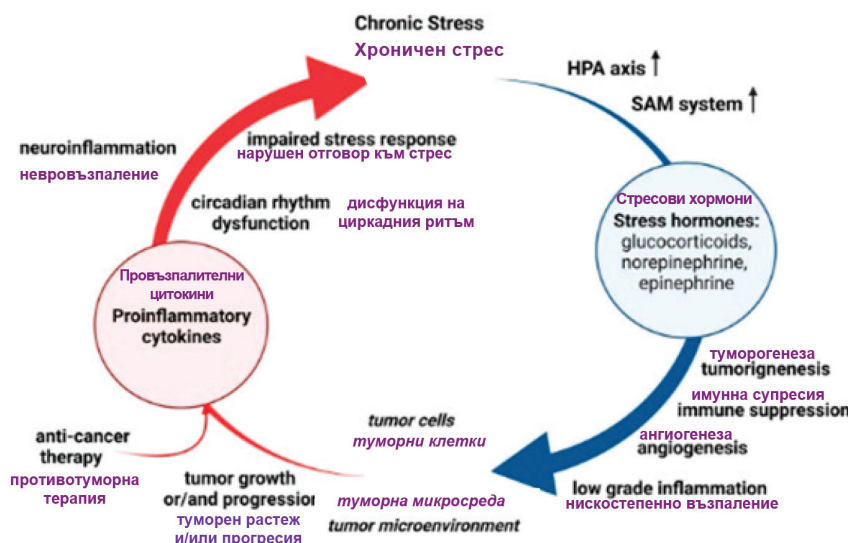 Chronic Stress
Хроничен стрес
HPA axis ↑
SAM system ↑
neuroinflammation
невровъзпаление
impaired stress response
нарушен отговор към стрес
circadian rhythm
dysfunction
дисфункция на
циркадния ритъм
Стресови хормони
Stress hormones:
glucocorticoids,
norepinephrine,
epinephrine
Провъзпалителни
цитокини
Proinflammatory
cytokines
туморогенеза
tumorignenesis
имунна супресия
immune suppression
ангиогенеза
angiogenesis
low grade inflammation
нискостепенно възпаление
tumor cells
туморни клетки
туморна микросреда
tumor microenvironment
anti-cancer
therapy
противотуморна
терапия
tumor growth
or/and progression
туморен растеж
и/или прогресия